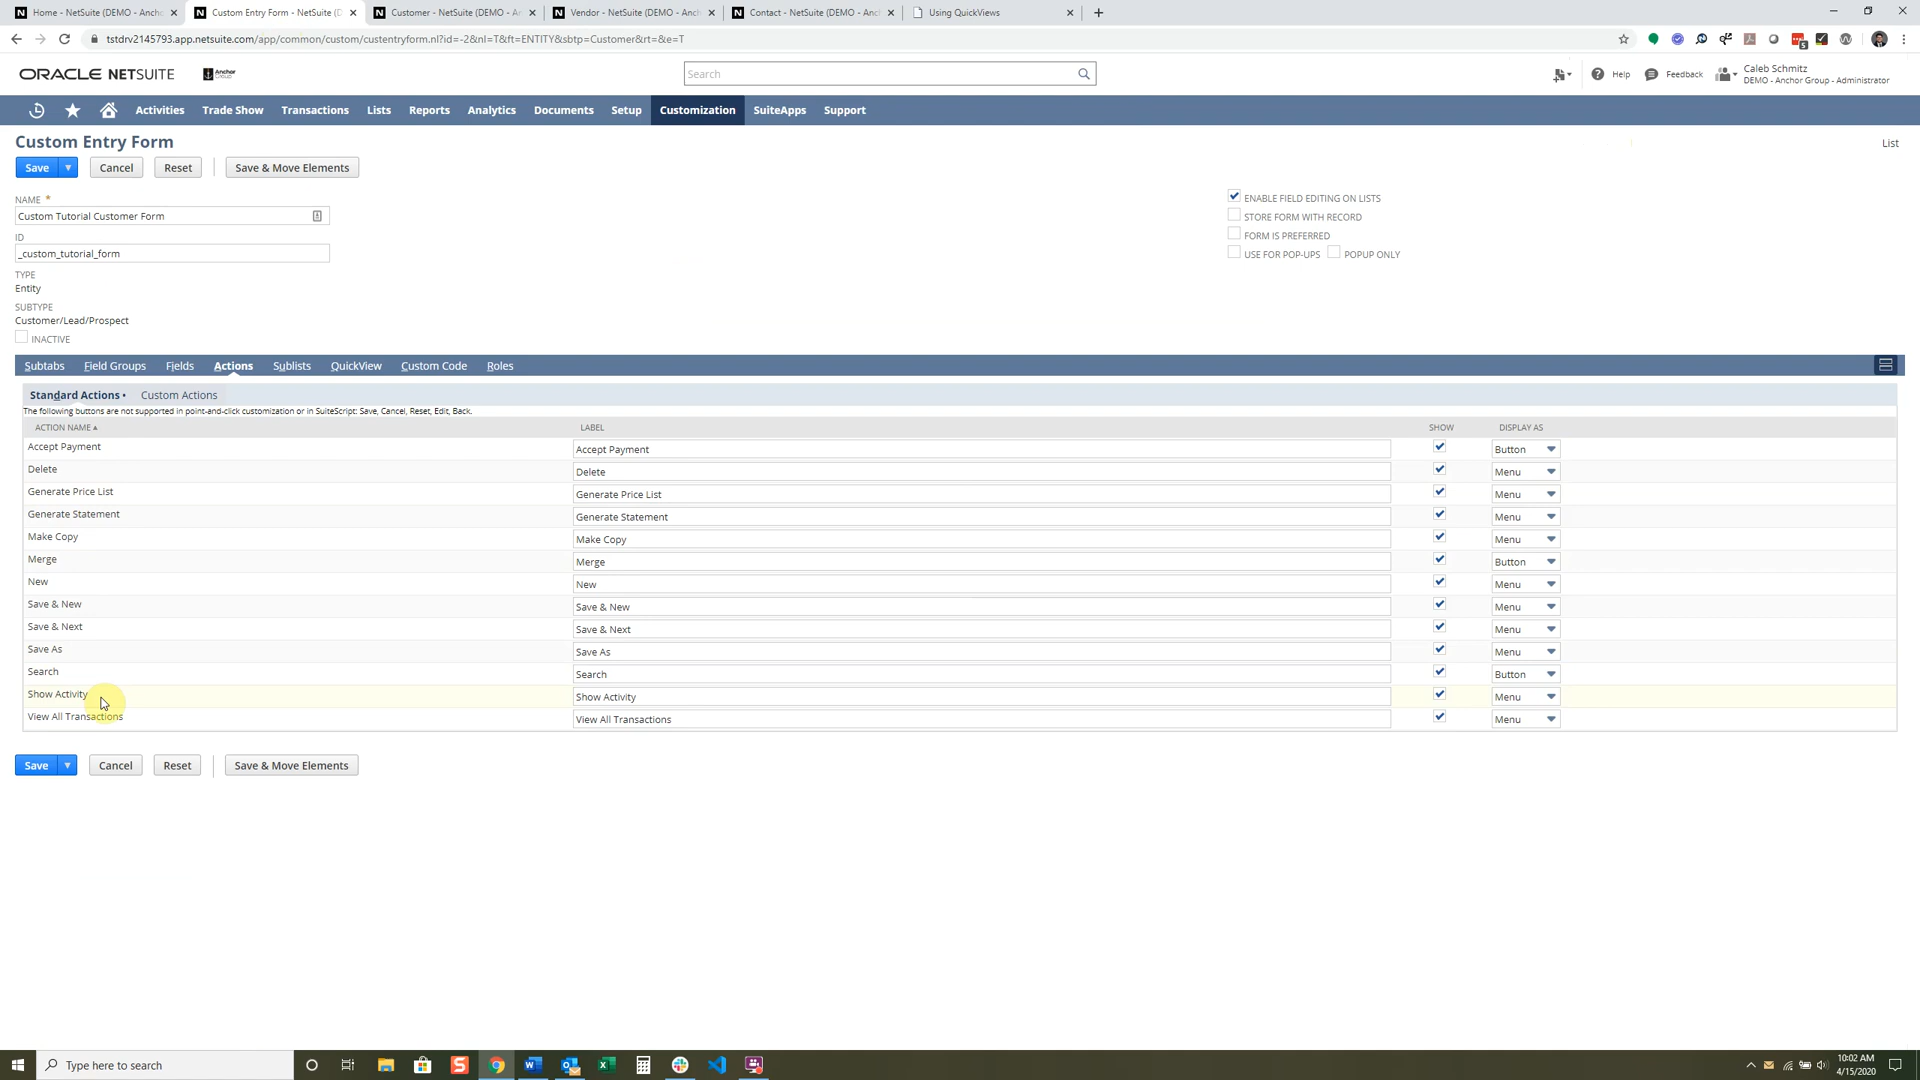 Home - NetSuite (DEMO - Ancho
Custom Entry Form - NetSuite (D
Customer - NetSuite (DEMO - An
Vendor - NetSuite (DEMO - Anch
Contact - NetSuite (DEMO - Anc
Using QuickViews
tstdrv2145793.app.netsuite.com/app/common/custom/custentryform.nl?id=-2&nl=T&ft=ENTITY&sbtp=Customer&rt=&e=T
ORACLE NETSUITE
Anchor Group
Search
Help
Feedback
Caleb Schmitz
DEMO - Anchor Group - Administrator
Activities Trade Show Transactions Lists Reports Analytics Documents Setup Customization SuiteApps Support
Custom Entry Form
List
Save Cancel Reset Save & Move Elements
NAME *
Custom Tutorial Customer Form
ID
_custom_tutorial_form
TYPE
Entity
SUBTYPE
Customer/Lead/Prospect
INACTIVE
ENABLE FIELD EDITING ON LISTS
STORE FORM WITH RECORD
FORM IS PREFERRED
USE FOR POP-UPS POPUP ONLY
Subtabs Field Groups Fields Actions Sublists QuickView Custom Code Roles
Standard Actions • Custom Actions
The following buttons are not supported in point-and-click customization or in SuiteScript: Save, Cancel, Reset, Edit, Back.
ACTION NAME LABEL SHOW DISPLAY AS
Accept Payment Accept Payment Button
Delete Delete Menu
Generate Price List Generate Price List Menu
Generate Statement Generate Statement Menu
Make Copy Make Copy Menu
Merge Merge Button
New New Menu
Save & New Save & New Menu
Save & Next Save & Next Menu
Save As Save As Menu
Search Search Button
Show Activity Show Activity Menu
View All Transactions View All Transactions Menu
Save Cancel Reset Save & Move Elements
Type here to search
10:02 AM
4/15/2020